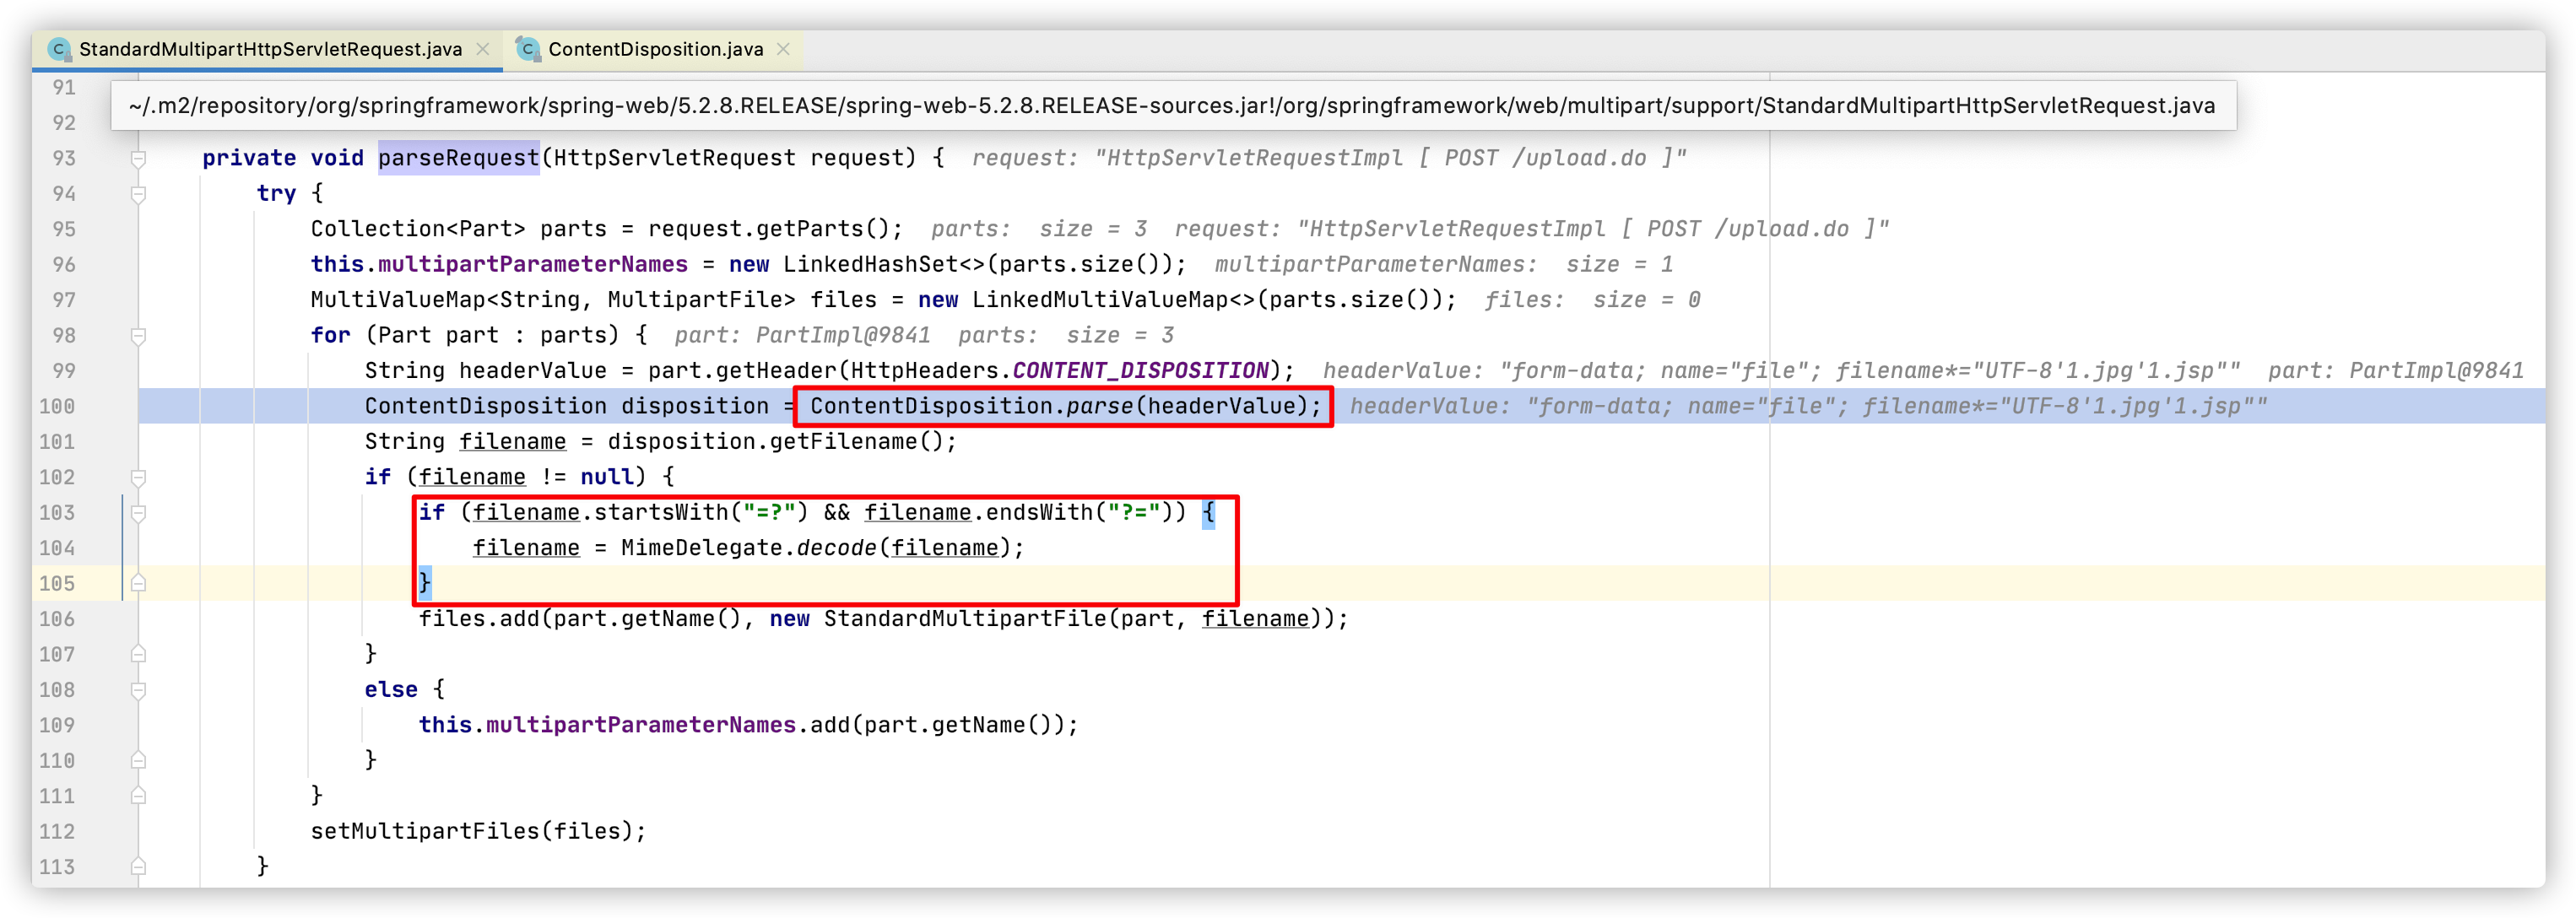 StandardMultipartHttpServletRequest.java ContentDisposition.java
91
~/.m2/repository/org/springframework/spring-web/5.2.8.RELEASE/spring-web-5.2.8.RELEASE-sources.jar!/org/springframework/web/multipart/support/StandardMultipartHttpServletRequest.java
92
93 private void parseRequest(HttpServletRequest request) { request: "HttpServletRequestImpl [ POST /upload.do ]"
94 try {
95 Collection<Part> parts = request.getParts(); parts: size = 3 request: "HttpServletRequestImpl [ POST /upload.do ]"
96 this.multipartParameterNames = new LinkedHashSet<>(parts.size()); multipartParameterNames: size = 1
97 MultiValueMap<String, MultipartFile> files = new LinkedMultiValueMap<>(parts.size()); files: size = 0
98 for (Part part : parts) { part: PartImpl@9841 parts: size = 3
99 String headerValue = part.getHeader(HttpHeaders.CONTENT_DISPOSITION); headerValue: "form-data; name="file"; filename*="UTF-8'1.jpg'1.jsp"" part: PartImpl@9841
100 ContentDisposition disposition = ContentDisposition.parse(headerValue); headerValue: "form-data; name="file"; filename*="UTF-8'1.jpg'1.jsp""
101 String filename = disposition.getFilename();
102 if (filename != null) {
103 if (filename.startsWith("=?") && filename.endsWith("?=")) {
104 filename = MimeDelegate.decode(filename);
105 }
106 files.add(part.getName(), new StandardMultipartFile(part, filename));
107 }
108 else {
109 this.multipartParameterNames.add(part.getName());
110 }
111 }
112 setMultipartFiles(files);
113 }